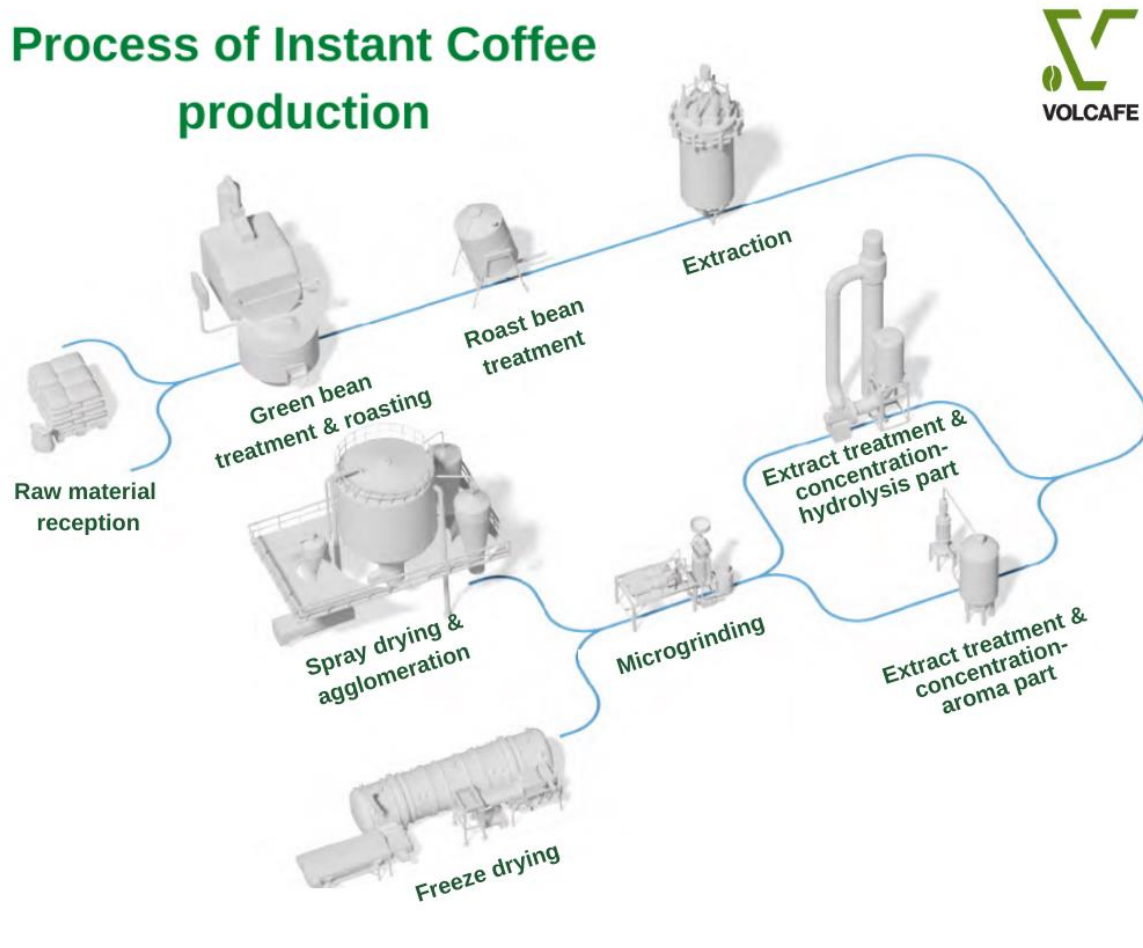 Process of Instant Coffee
production
VOLCAFE
Extraction
Roast bean
treatment
Green bean
treatment & roasting
Raw material
reception
Extract treatment &
concentration-
hydrolysis part
Extract treatment &
concentration-
aroma part
Microgrinding
Spray drying &
agglomeration
Freeze drying